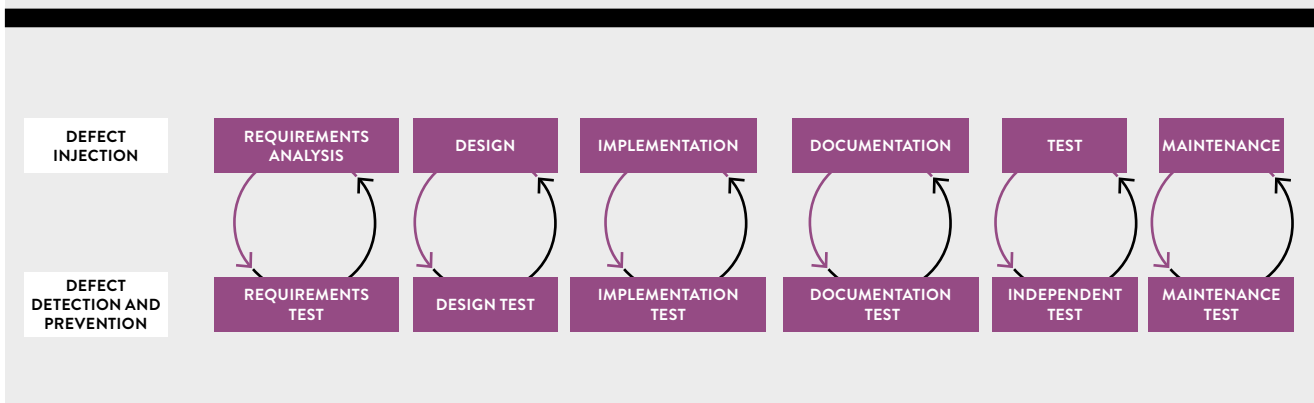 DEFECT
INJECTION
REQUIREMENTS
ANALYSIS
DESIGN
IMPLEMENTATION
DOCUMENTATION
TEST
MAINTENANCE
DEFECT
DETECTION AND
PREVENTION
REQUIREMENTS
TEST
DESIGN TEST
IMPLEMENTATION
TEST
DOCUMENTATION
TEST
INDEPENDENT
TEST
MAINTENANCE
TEST